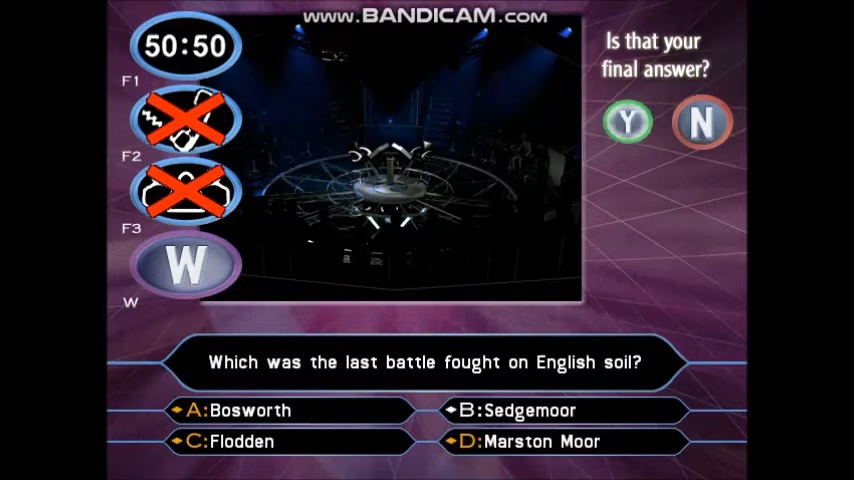 www.BANDICAM.com
50:50
Is that your
final answer?
F1
Y N
F2
F3
W
W
Which was the last battle fought on English soil?
A:Bosworth
B:Sedgemoor
C:Flodden
D:Marston Moor